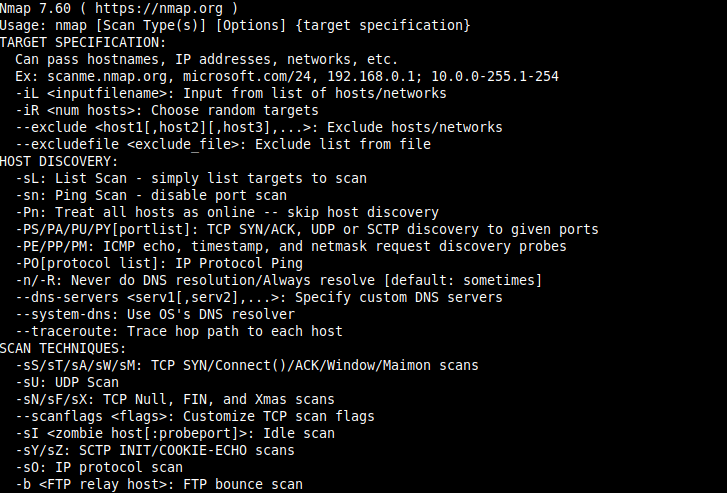 Nmap 7.60 ( https://nmap.org )
Usage: nmap [Scan Type(s)] [Options] {target specification}
TARGET SPECIFICATION:
  Can pass hostnames, IP addresses, networks, etc.
  Ex: scanme.nmap.org, microsoft.com/24, 192.168.0.1; 10.0.0-255.1-254
  -iL <inputfilename>: Input from list of hosts/networks
  -iR <num hosts>: Choose random targets
  --exclude <host1[,host2][,host3],...>: Exclude hosts/networks
  --excludefile <exclude_file>: Exclude list from file
HOST DISCOVERY:
  -sL: List Scan - simply list targets to scan
  -sn: Ping Scan - disable port scan
  -Pn: Treat all hosts as online -- skip host discovery
  -PS/PA/PU/PY[portlist]: TCP SYN/ACK, UDP or SCTP discovery to given ports
  -PE/PP/PM: ICMP echo, timestamp, and netmask request discovery probes
  -PO[protocol list]: IP Protocol Ping
  -n/-R: Never do DNS resolution/Always resolve [default: sometimes]
  --dns-servers <serv1[,serv2],...>: Specify custom DNS servers
  --system-dns: Use OS's DNS resolver
  --traceroute: Trace hop path to each host
SCAN TECHNIQUES:
  -sS/sT/sA/sW/sM: TCP SYN/Connect()/ACK/Window/Maimon scans
  -sU: UDP Scan
  -sN/sF/sX: TCP Null, FIN, and Xmas scans
  --scanflags <flags>: Customize TCP scan flags
  -sI <zombie host[:probeport]>: Idle scan
  -sY/sZ: SCTP INIT/COOKIE-ECHO scans
  -sO: IP protocol scan
  -b <FTP relay host>: FTP bounce scan